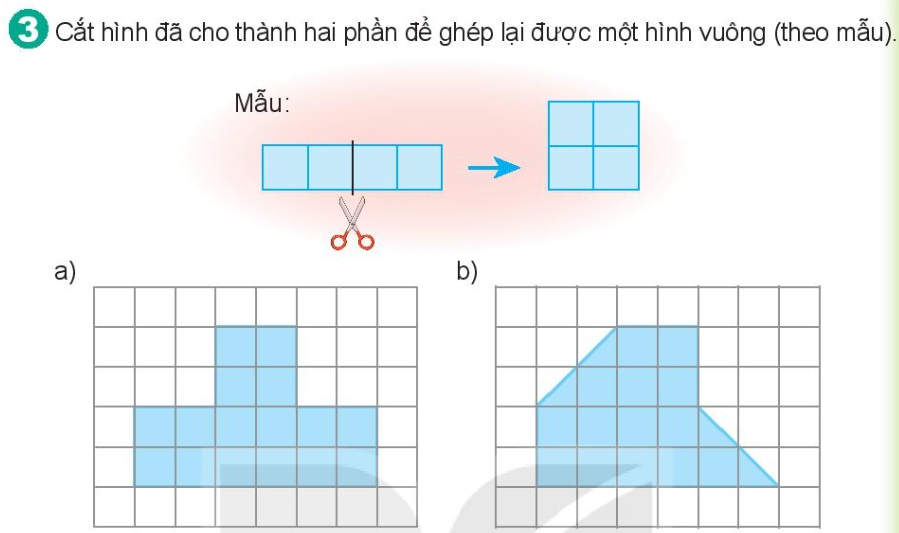 3 Cắt hình đã cho thành hai phần để ghép lại được một hình vuông (theo mẫu).
Mẫu:
a) b)